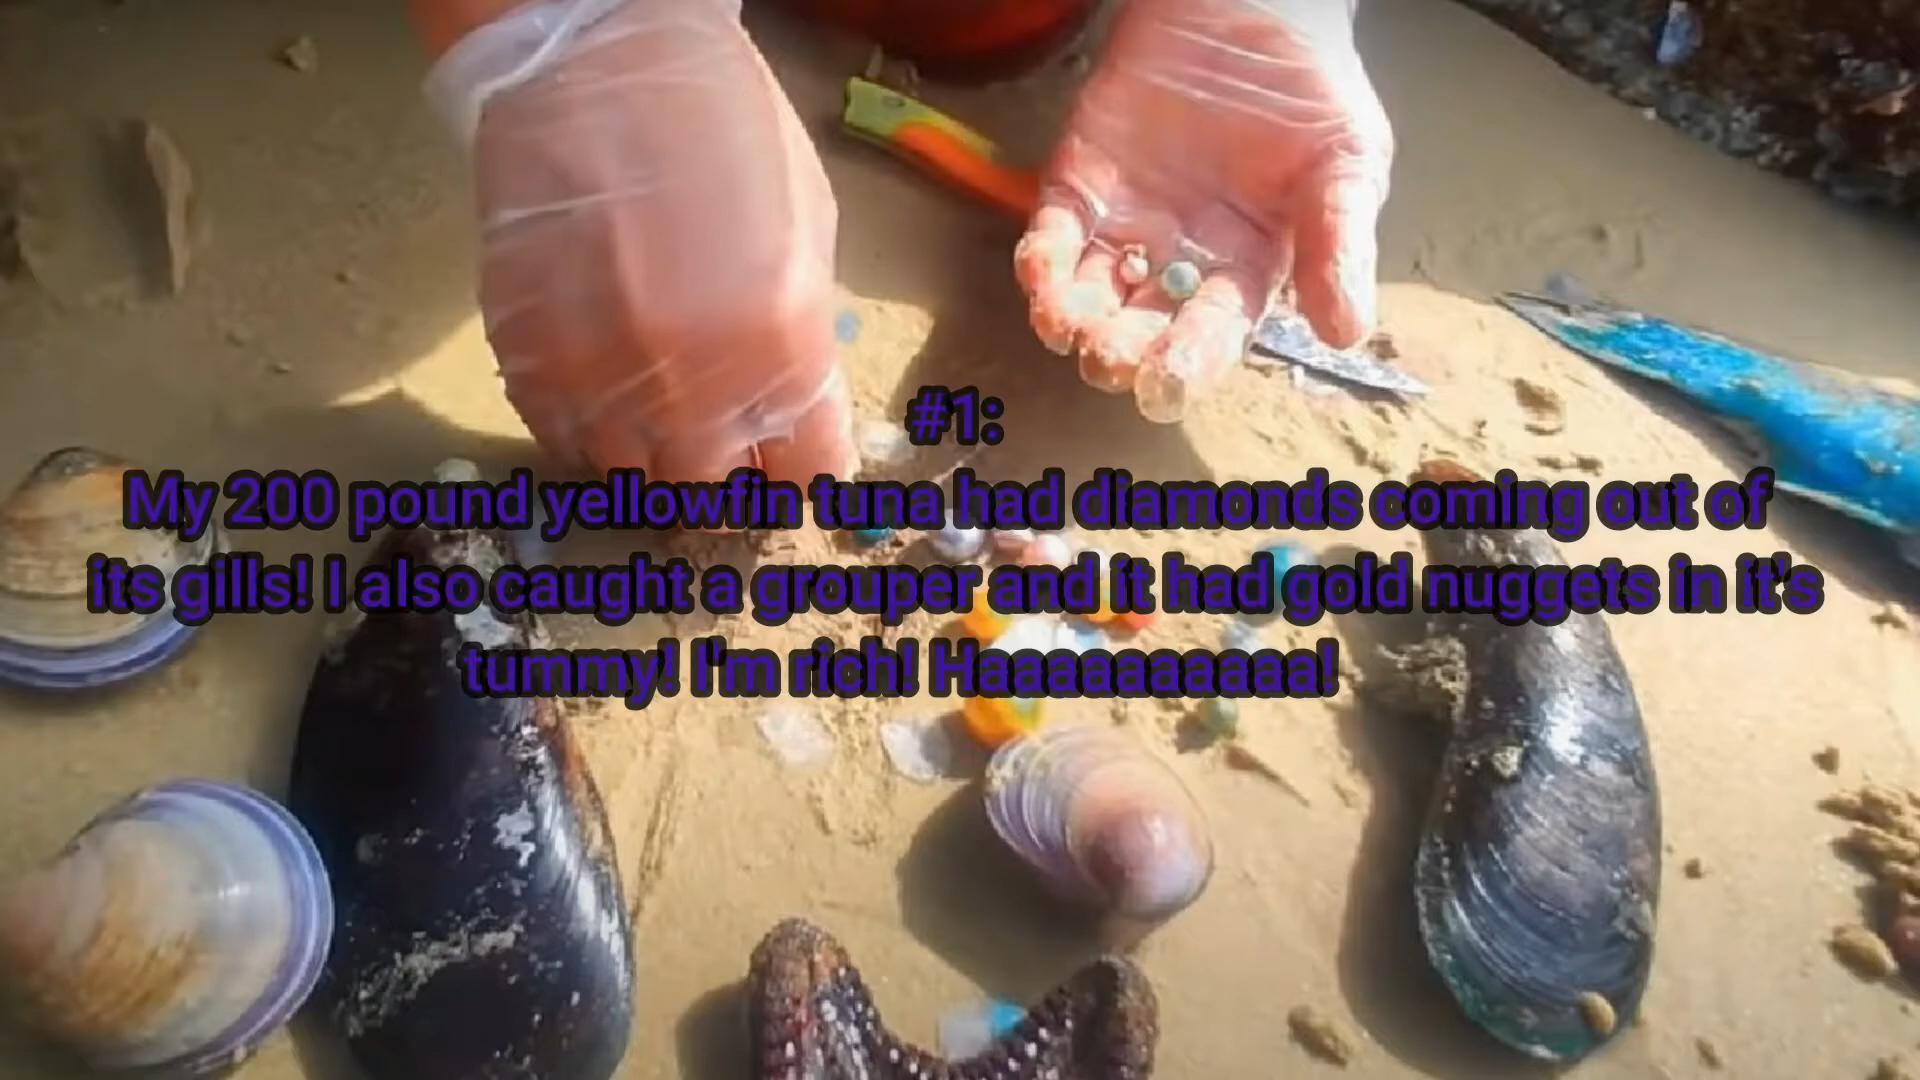 #1:
My 200 pound yellowfin tuna had diamonds coming out of
its gills! I also caught a grouper and it had gold nuggets in it's
tummy! I'm rich! Haaaaaaaaaa!